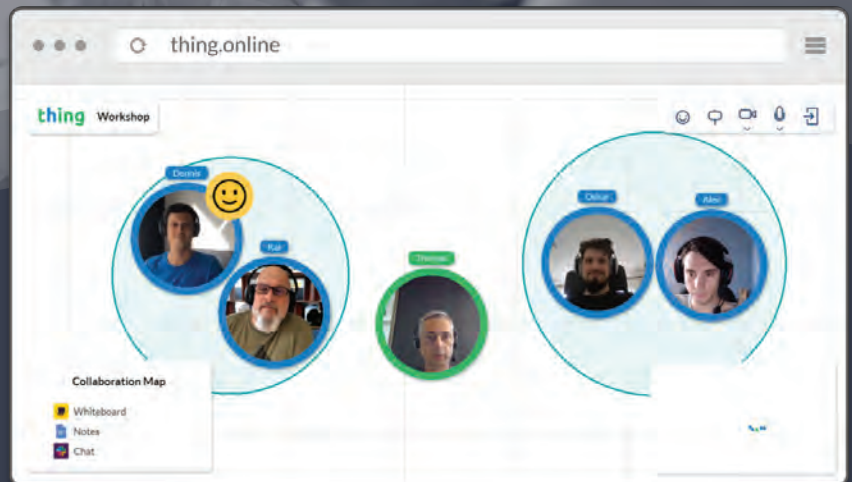 thing.online
thing Workshop
Dennis
Kai
Thomas
Oskar
Alex
Collaboration Map
Whiteboard
Notes
Chat